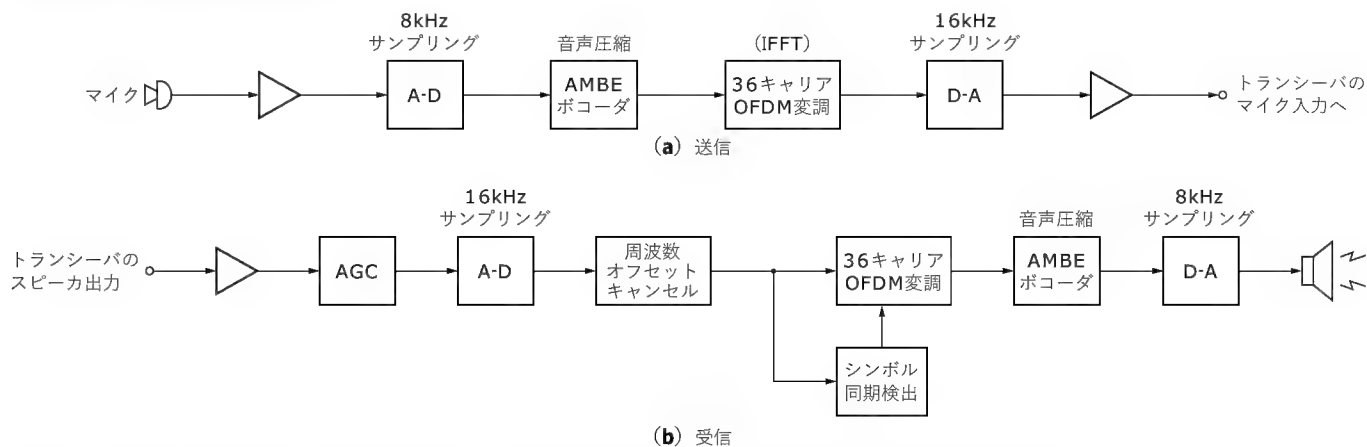 8kHz
サンプリング
音声圧縮
(IFFT)
16kHz
サンプリング
マイク
A-D
AMBE
ボコーダ
36キャリア
OFDM変調
D-A
トランシーバの
マイク入力へ
(a) 送信
16kHz
サンプリング
音声圧縮
8kHz
サンプリング
トランシーバの
スピーカ出力
AGC
A-D
周波数
オフセット
キャンセル
36キャリア
OFDM変調
AMBE
ボコーダ
D-A
シンボル
同期検出
(b) 受信